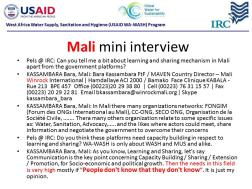 USAID
FROM THE AMERICAN PEOPLE
Global Water for Sustainability
IRC
West Africa Water Supply, Sanitation and Hygiene (USAID WA-WASH) Program
Mali mini interview
• Pels @ IRC: Can you tell me a bit about learning and sharing mechanism in Mali
apart from the government platforms?
• KASSAMBARA Bara, Mali: Bara Kassambara PIF / MAVEN Country Director – Mali
Winrock International | Hamdallaye ACI 2000 / Bamako Face Clinique KABALA -
Rue 213 BPE 457 Office (00223)20 29 38 80 | Cell (00223) 76 31 15 57 | Fax
(00223) 20 29 22 81 Email bkassambara@winrockmali.org | Skype
kassambara_bara
• KASSAMBARA Bara, Mali: in Mali there many organizations network: FONGIM
(Forum des ONGs International au Mali), CC-ONG, SECO ONG, Organisation de la
Société Civile, ...... These many others organization relate to some specific issues
as: Water, Sanitation, Advocacy,......and the likes where actors could meet, share
information and negotiate the government to overcome their concerns
• Pels @ IRC: Do you think these platforms need capacity building in respect to
learning and sharing? WA-WASH is only about WASH and MUS and alike.
• KASSAMBARA Bara, Mali: As you know, Learning and Sharing, let's say
Communication is the key point concerning Capacity Building / Sharing / Extension
/ Promotion, for Socio-economic and political growth. Then the needs in this field
is very high mostly if "People don't know that they don't know". It is just my
opinion.